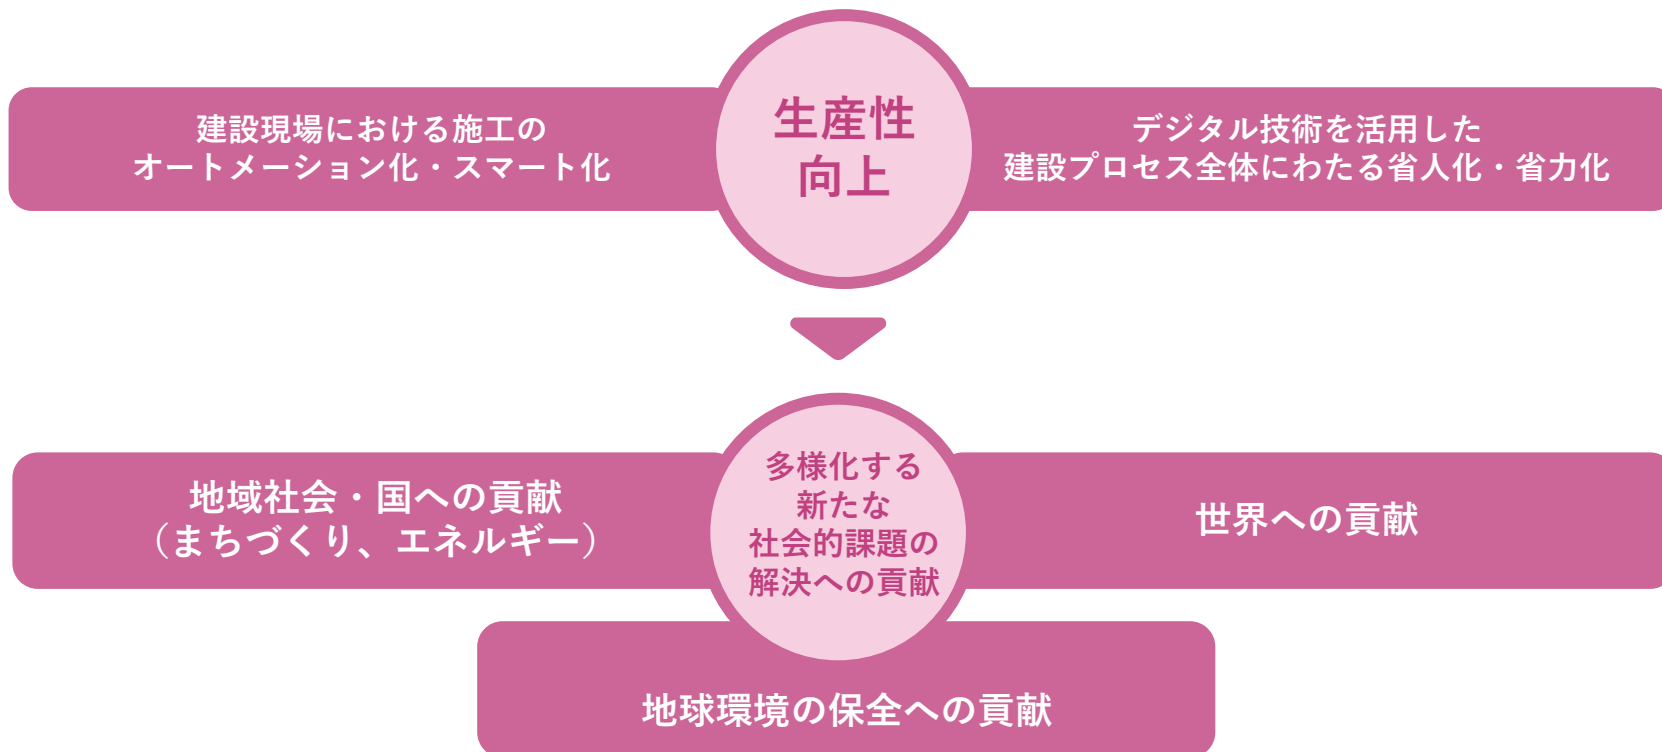 建設現場における施工の
オートメーション化・スマート化
生産性
向上
デジタル技術を活用した
建設プロセス全体にわたる省人化・省力化
地域社会・国への貢献
（まちづくり、エネルギー）
多様化する
新たな
社会的課題の
解決への貢献
世界への貢献
地球環境の保全への貢献